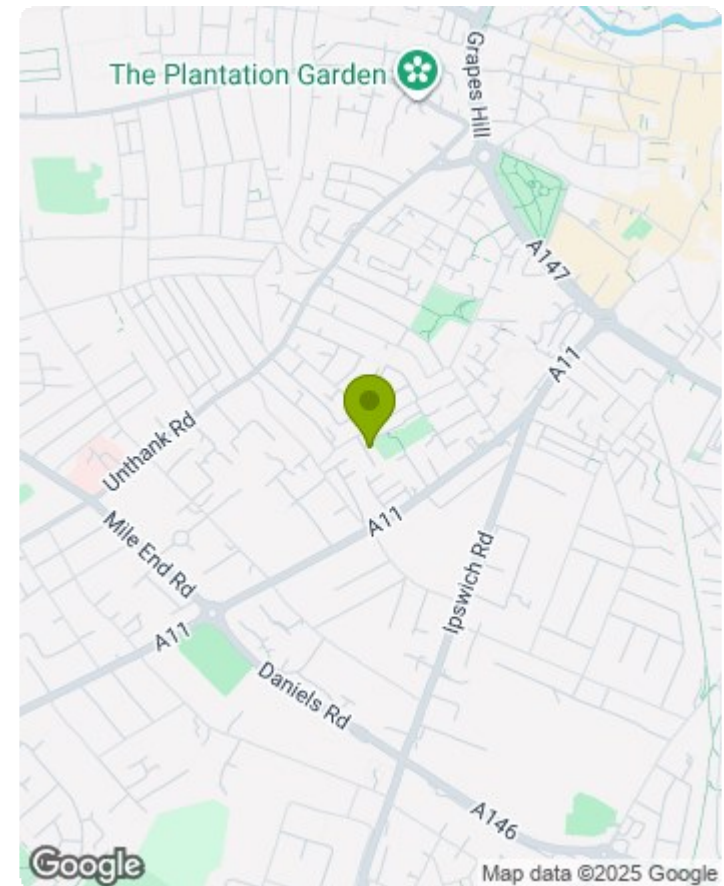 The Plantation Garden
Grapes Hill
A147
A11
Unthank Rd
A11
Mile End Rd
Ipswich Rd
A11
Daniels Rd
A146
Google
Map data ©2025 Google